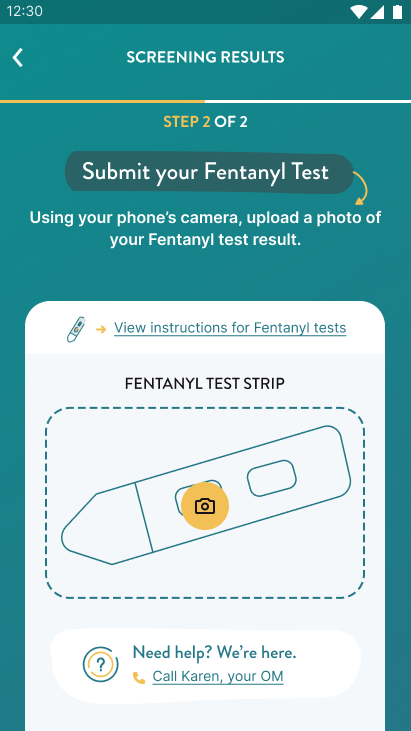 12:30
SCREENING RESULTS
STEP 2 OF 2
Submit your Fentanyl Test
Using your phone's camera, upload a photo of
your Fentanyl test result.
View instructions for Fentanyl tests
FENTANYL TEST STRIP
Need help? We're here.
Call Karen, your OM